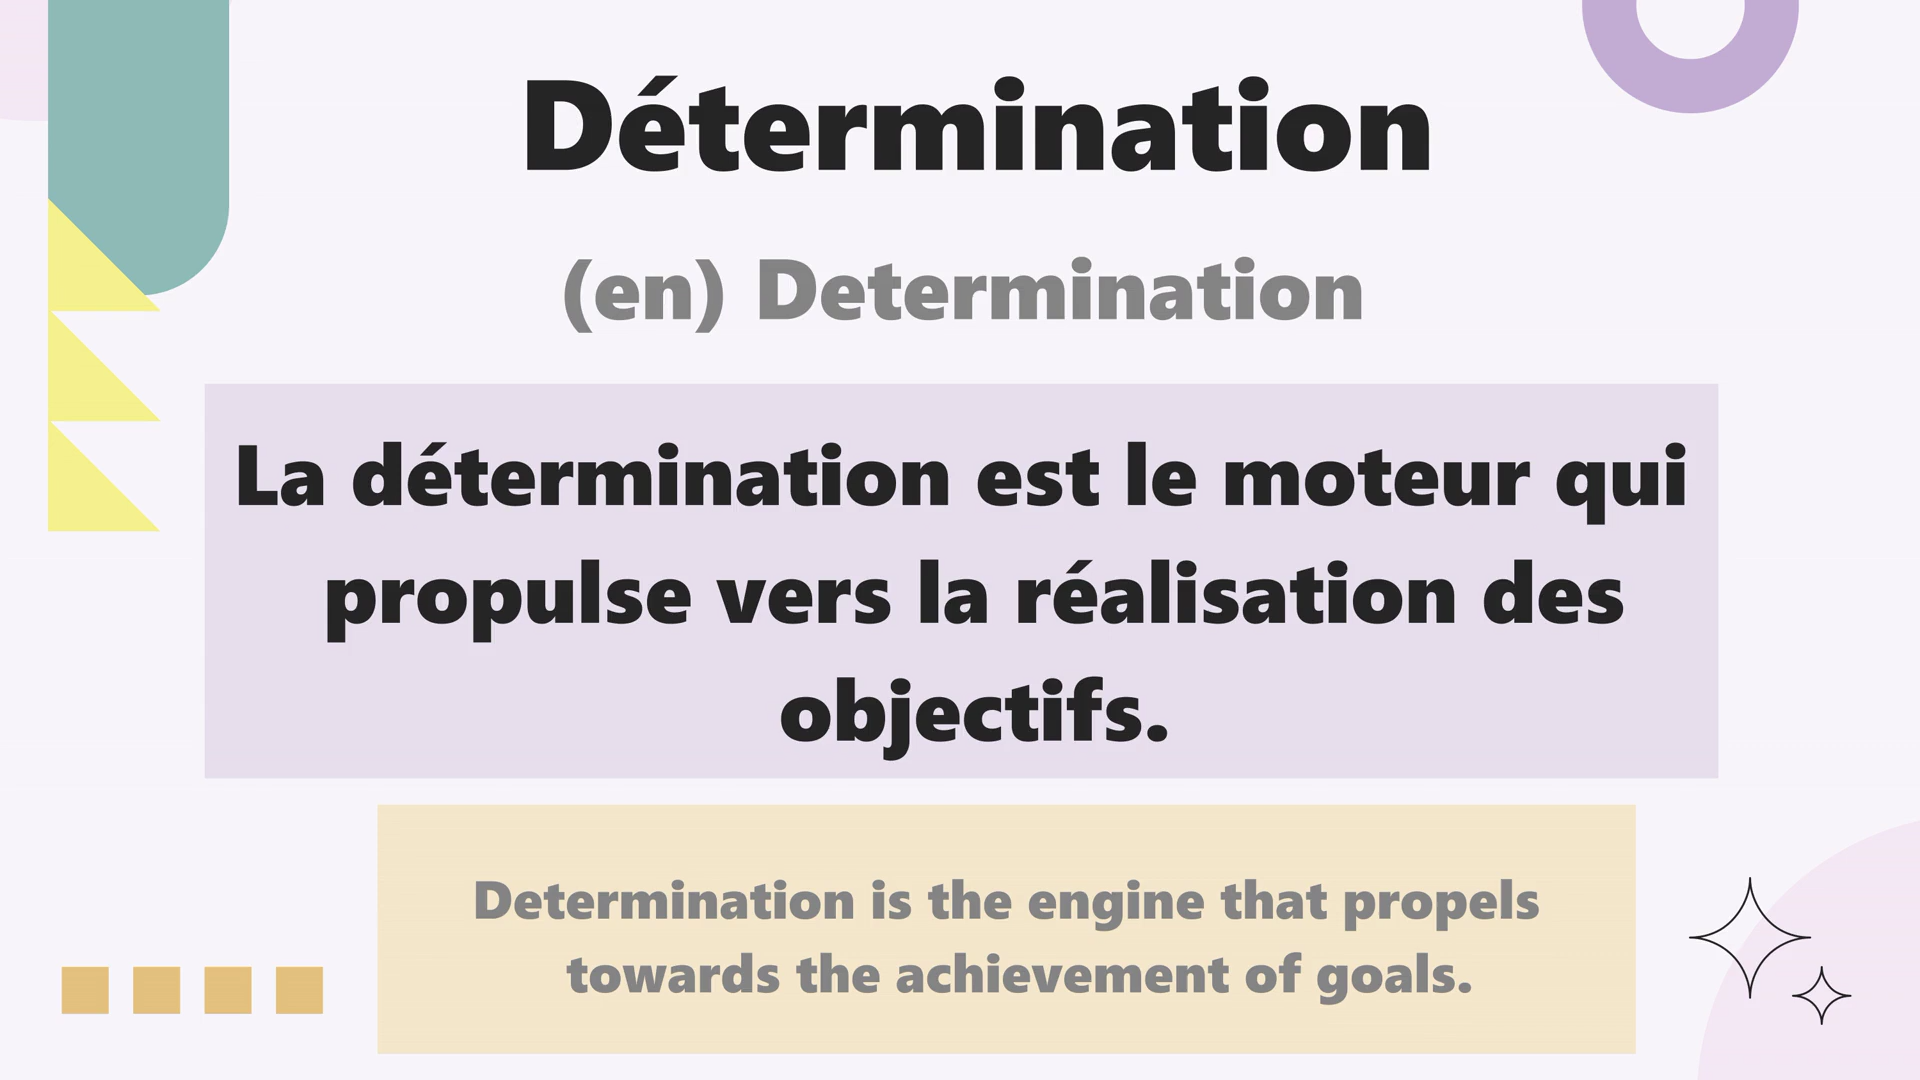 Détermination
(en) Determination
La détermination est le moteur qui
propulse vers la réalisation des
objectifs.
Determination is the engine that propels
towards the achievement of goals.